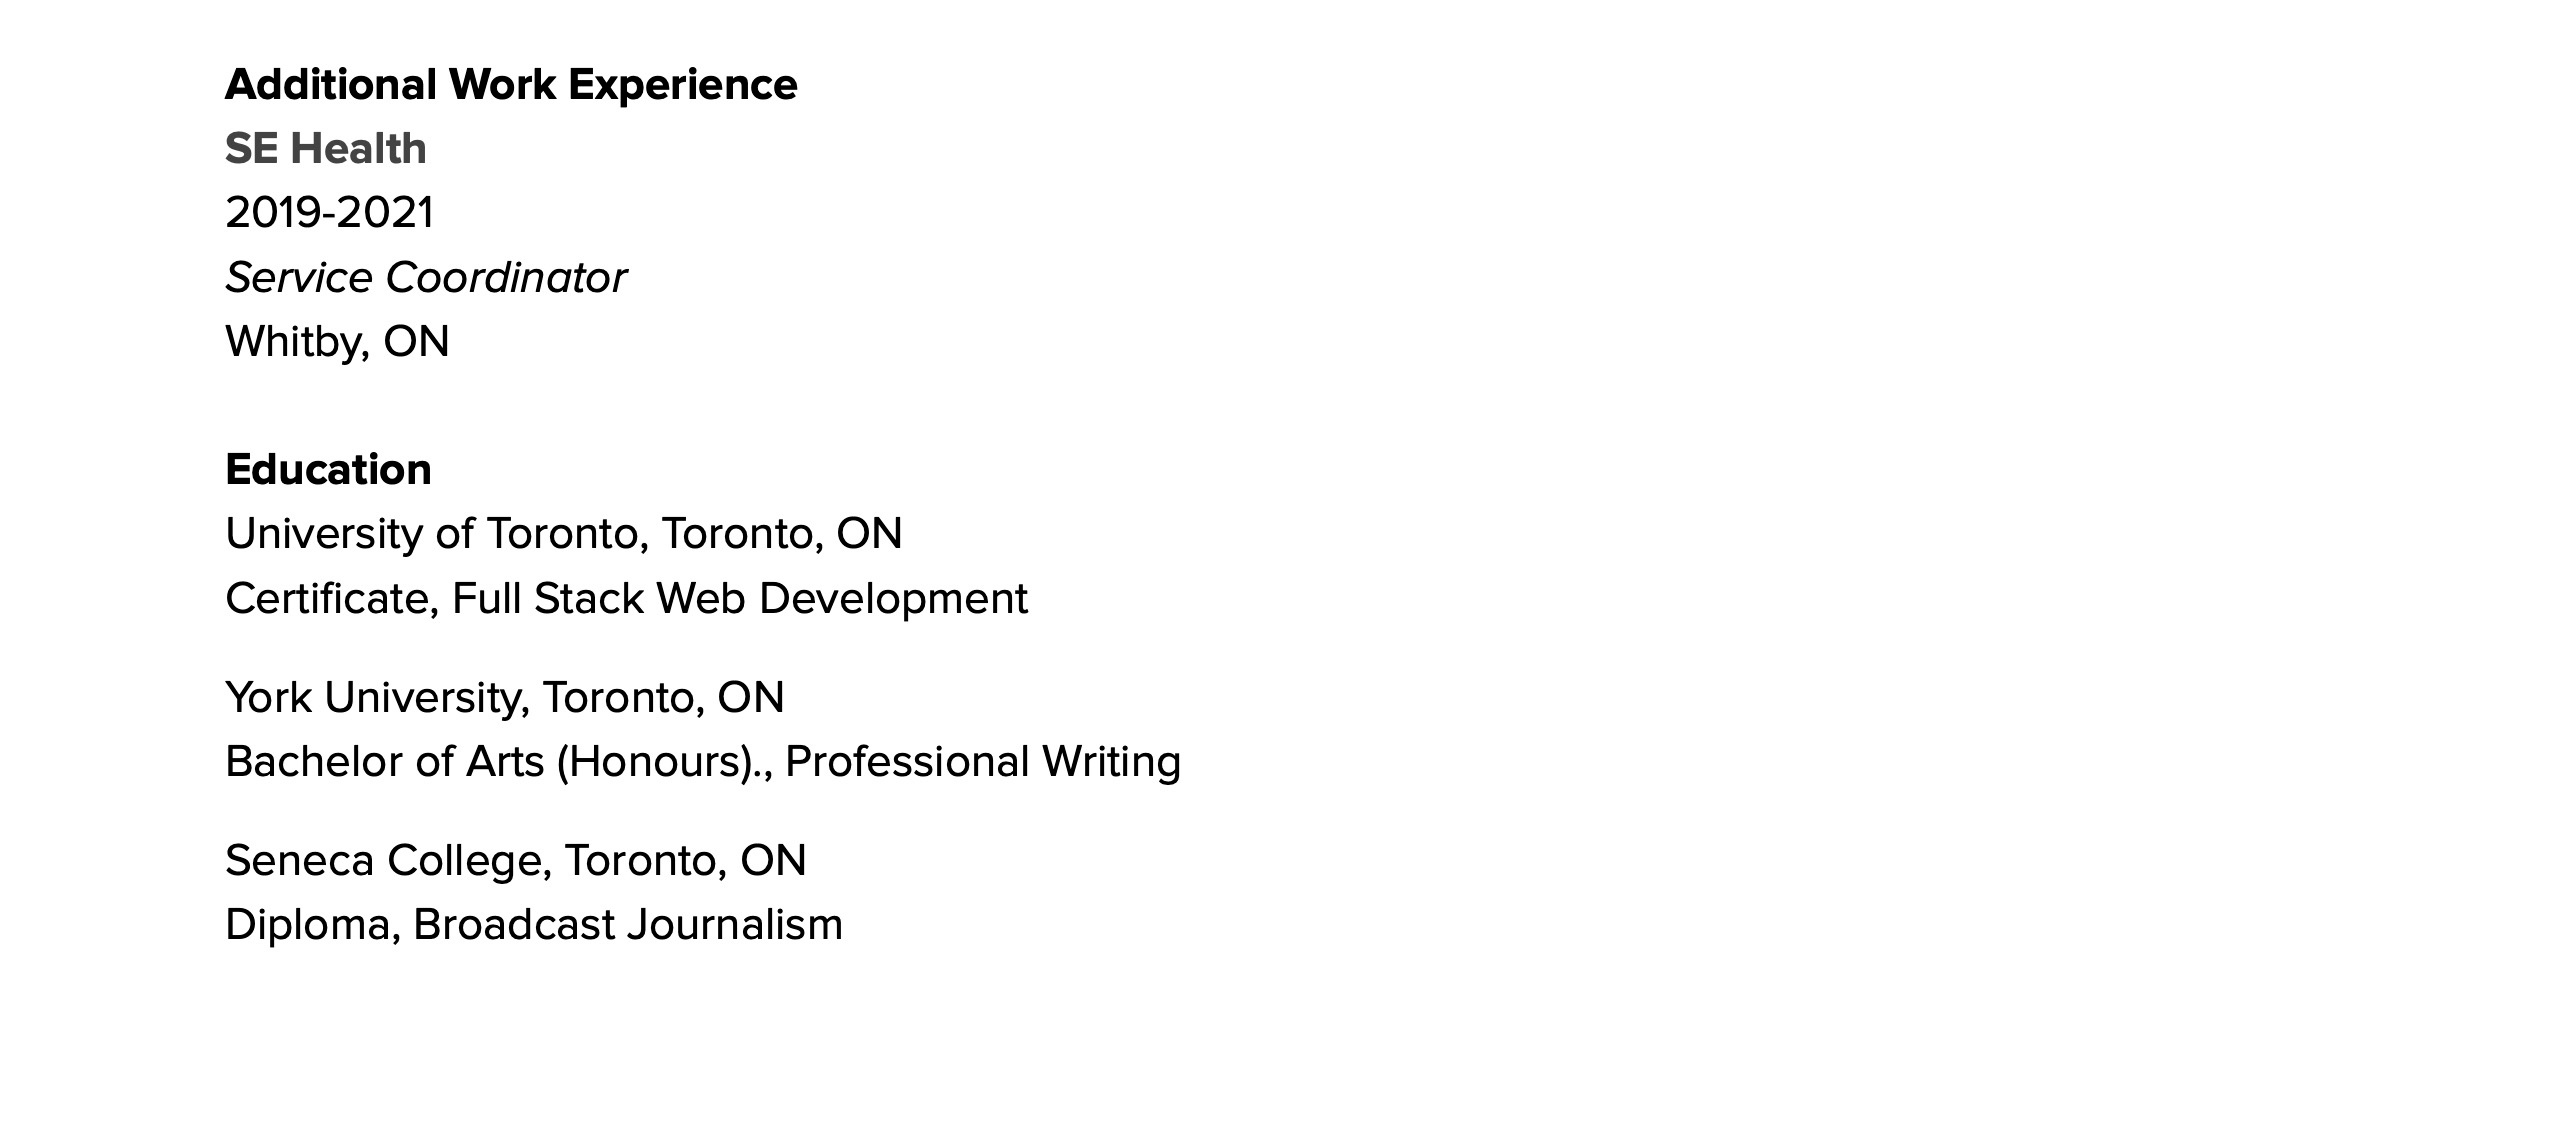 Additional Work Experience
SE Health
2019-2021
Service Coordinator
Whitby, ON
Education
University of Toronto, Toronto, ON
Certificate, Full Stack Web Development
York University, Toronto, ON
Bachelor of Arts (Honours)., Professional Writing
Seneca College, Toronto, ON
Diploma, Broadcast Journalism